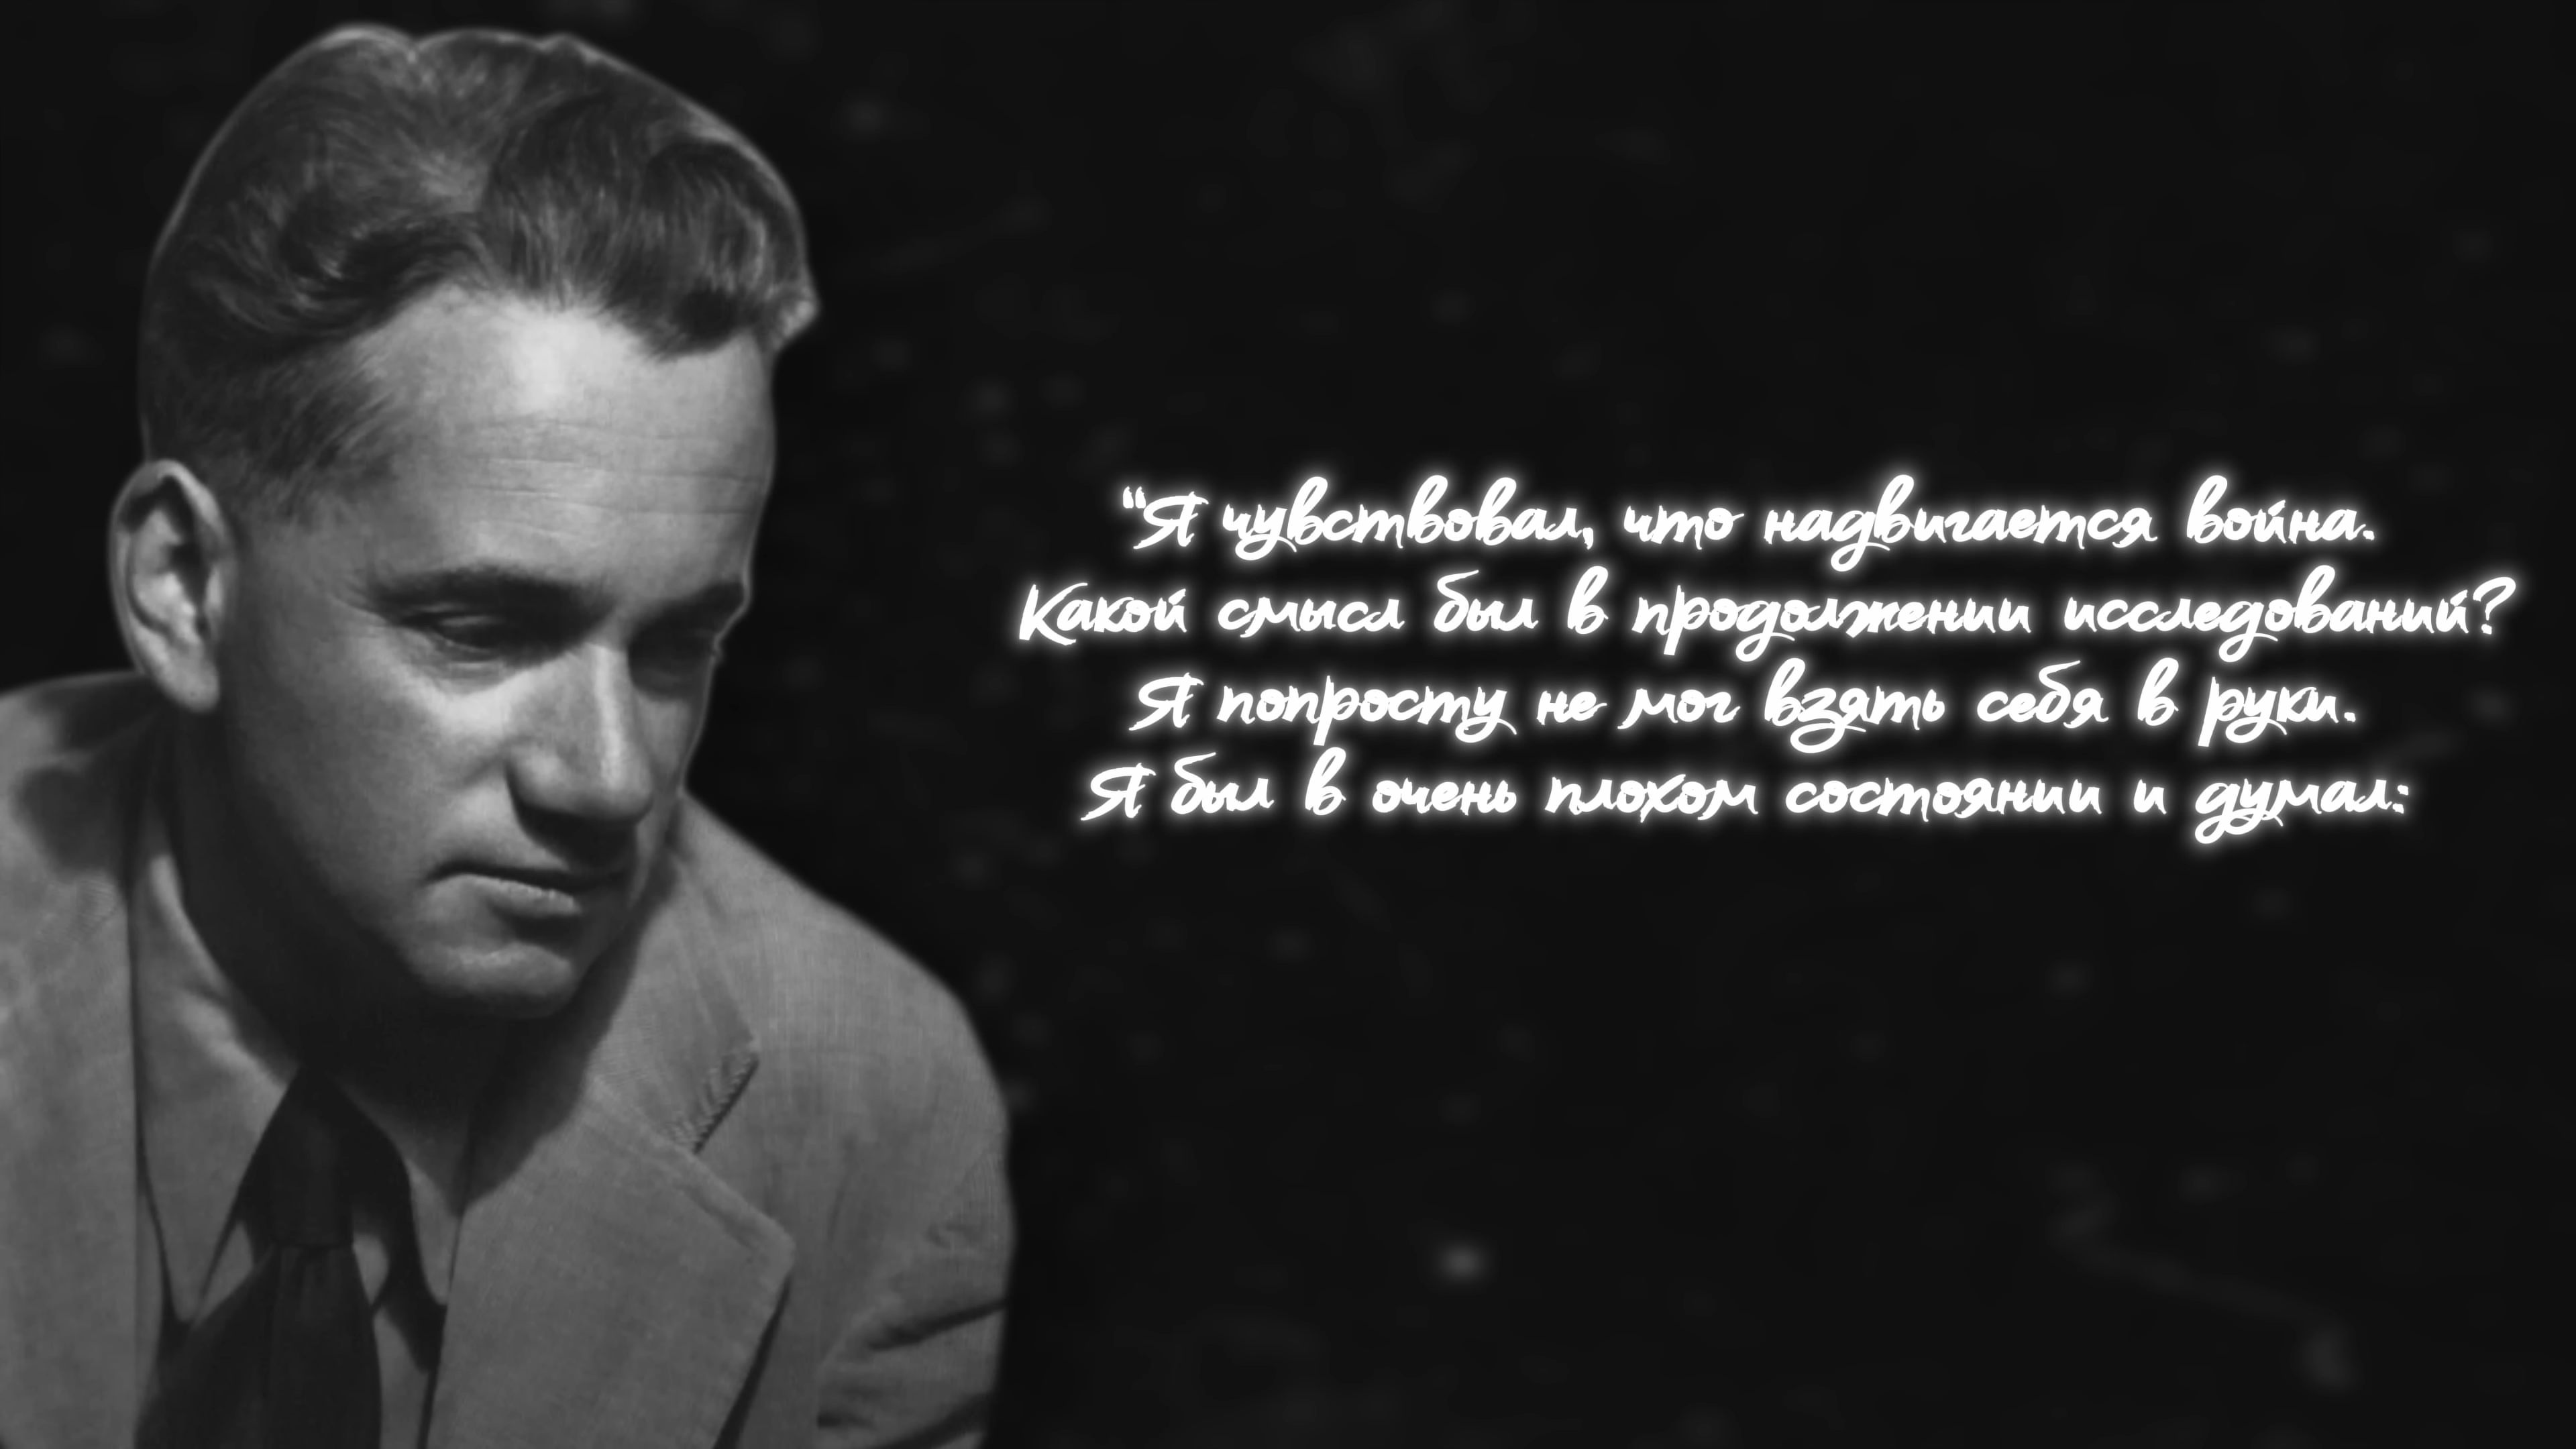 “Я чувствовал, что надвигается война.
Какой смысл был в продолжении исследований?
Я попросту не мог взять себя в руки.
Я был в очень плохом состоянии и думал: